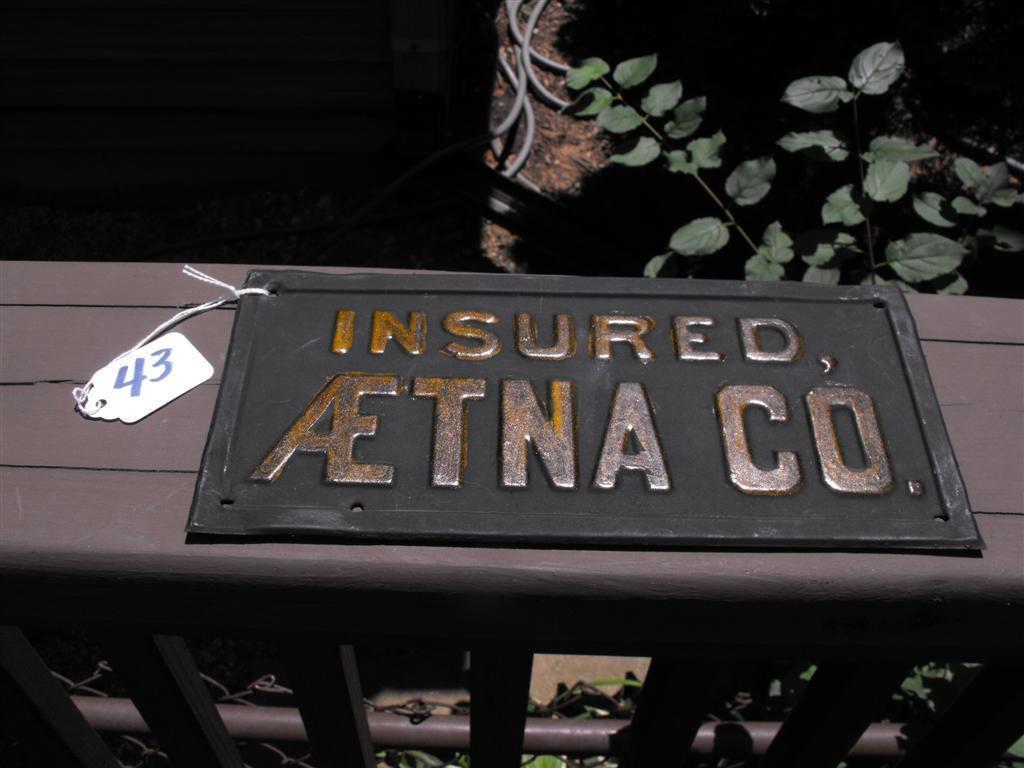 INSURED,
ÆTNA CO.
43